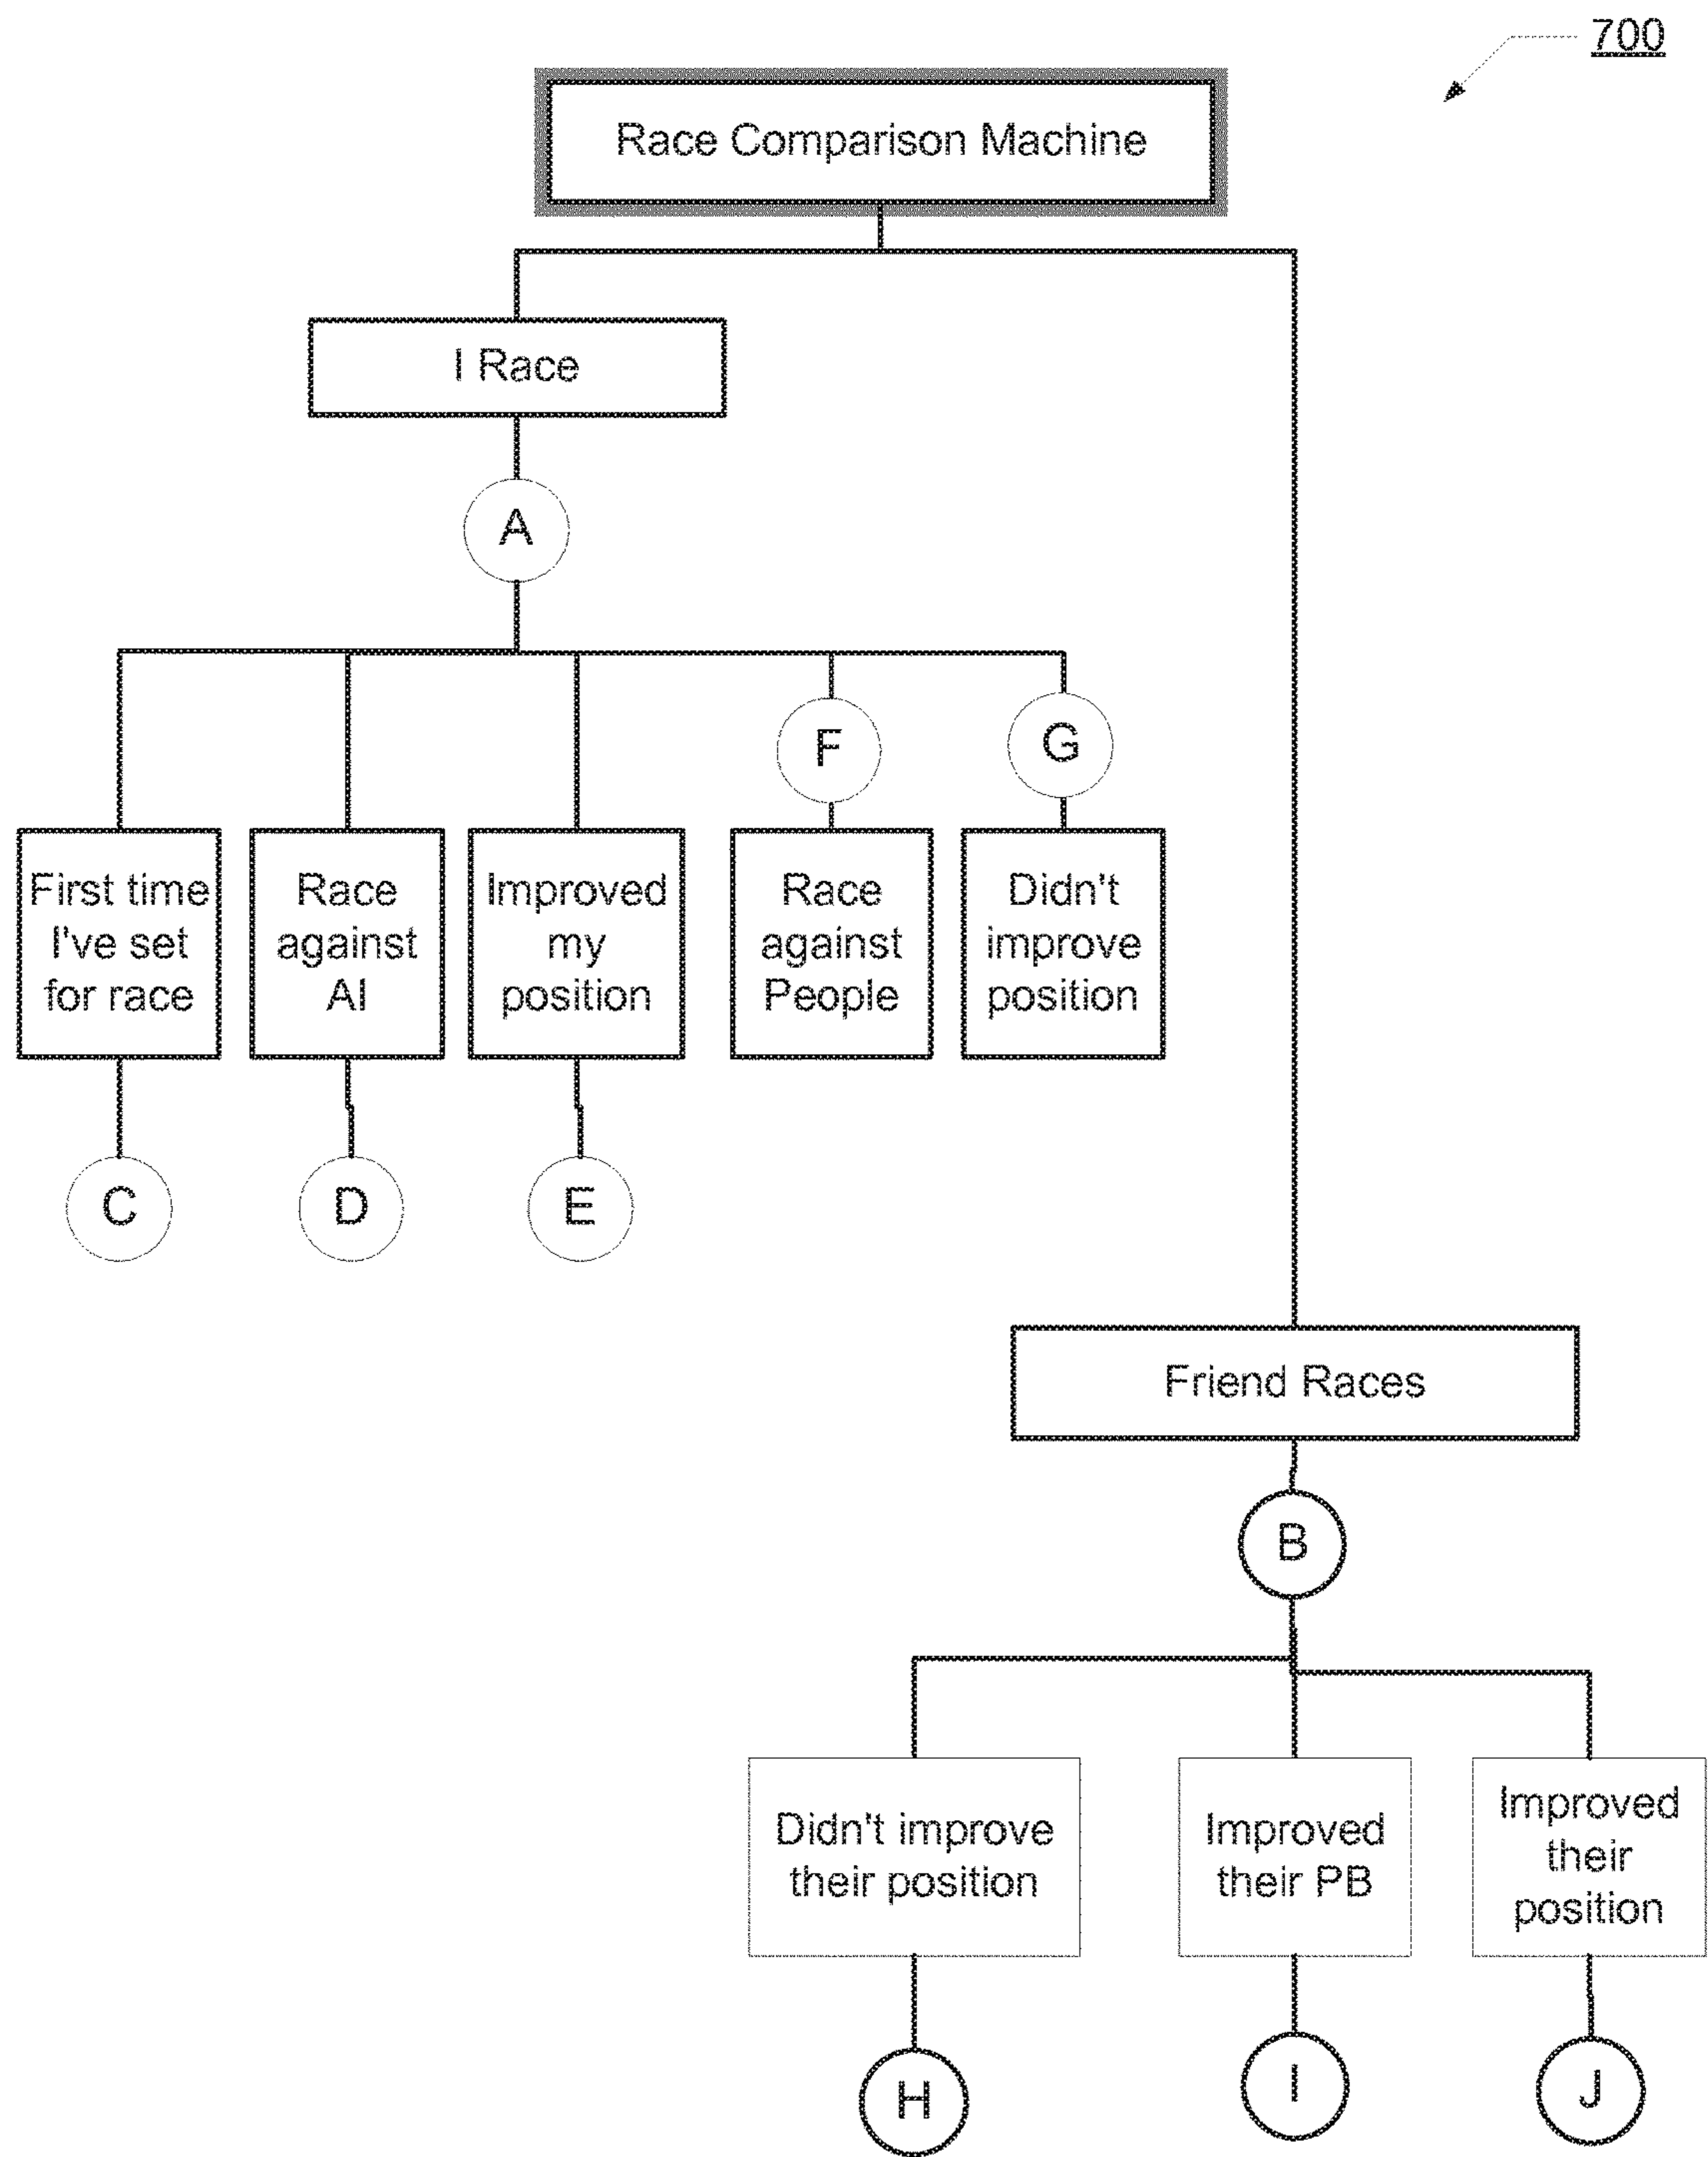 700
Race Comparison Machine
I Race
A
F
G
First time
I've set
for race
Race
against
AI
Improved
my
position
Race
against
People
Didn't
improve
position
C
D
E
Friend Races
B
Didn't improve
their position
Improved
their PB
Improved
their
position
H
I
J